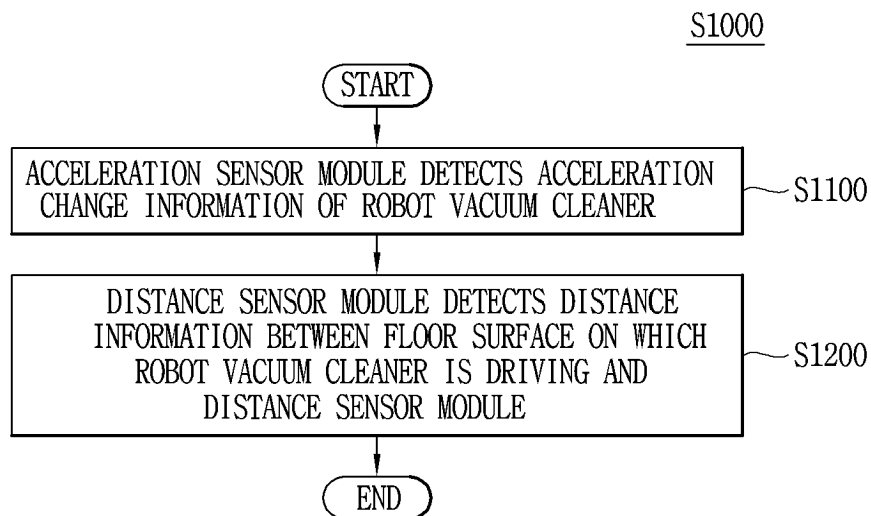 S1000
START
ACCELERATION SENSOR MODULE DETECTS ACCELERATION
CHANGE INFORMATION OF ROBOT VACUUM CLEANER
S1100
DISTANCE SENSOR MODULE DETECTS DISTANCE
INFORMATION BETWEEN FLOOR SURFACE ON WHICH
ROBOT VACUUM CLEANER IS DRIVING AND
DISTANCE SENSOR MODULE
S1200
END